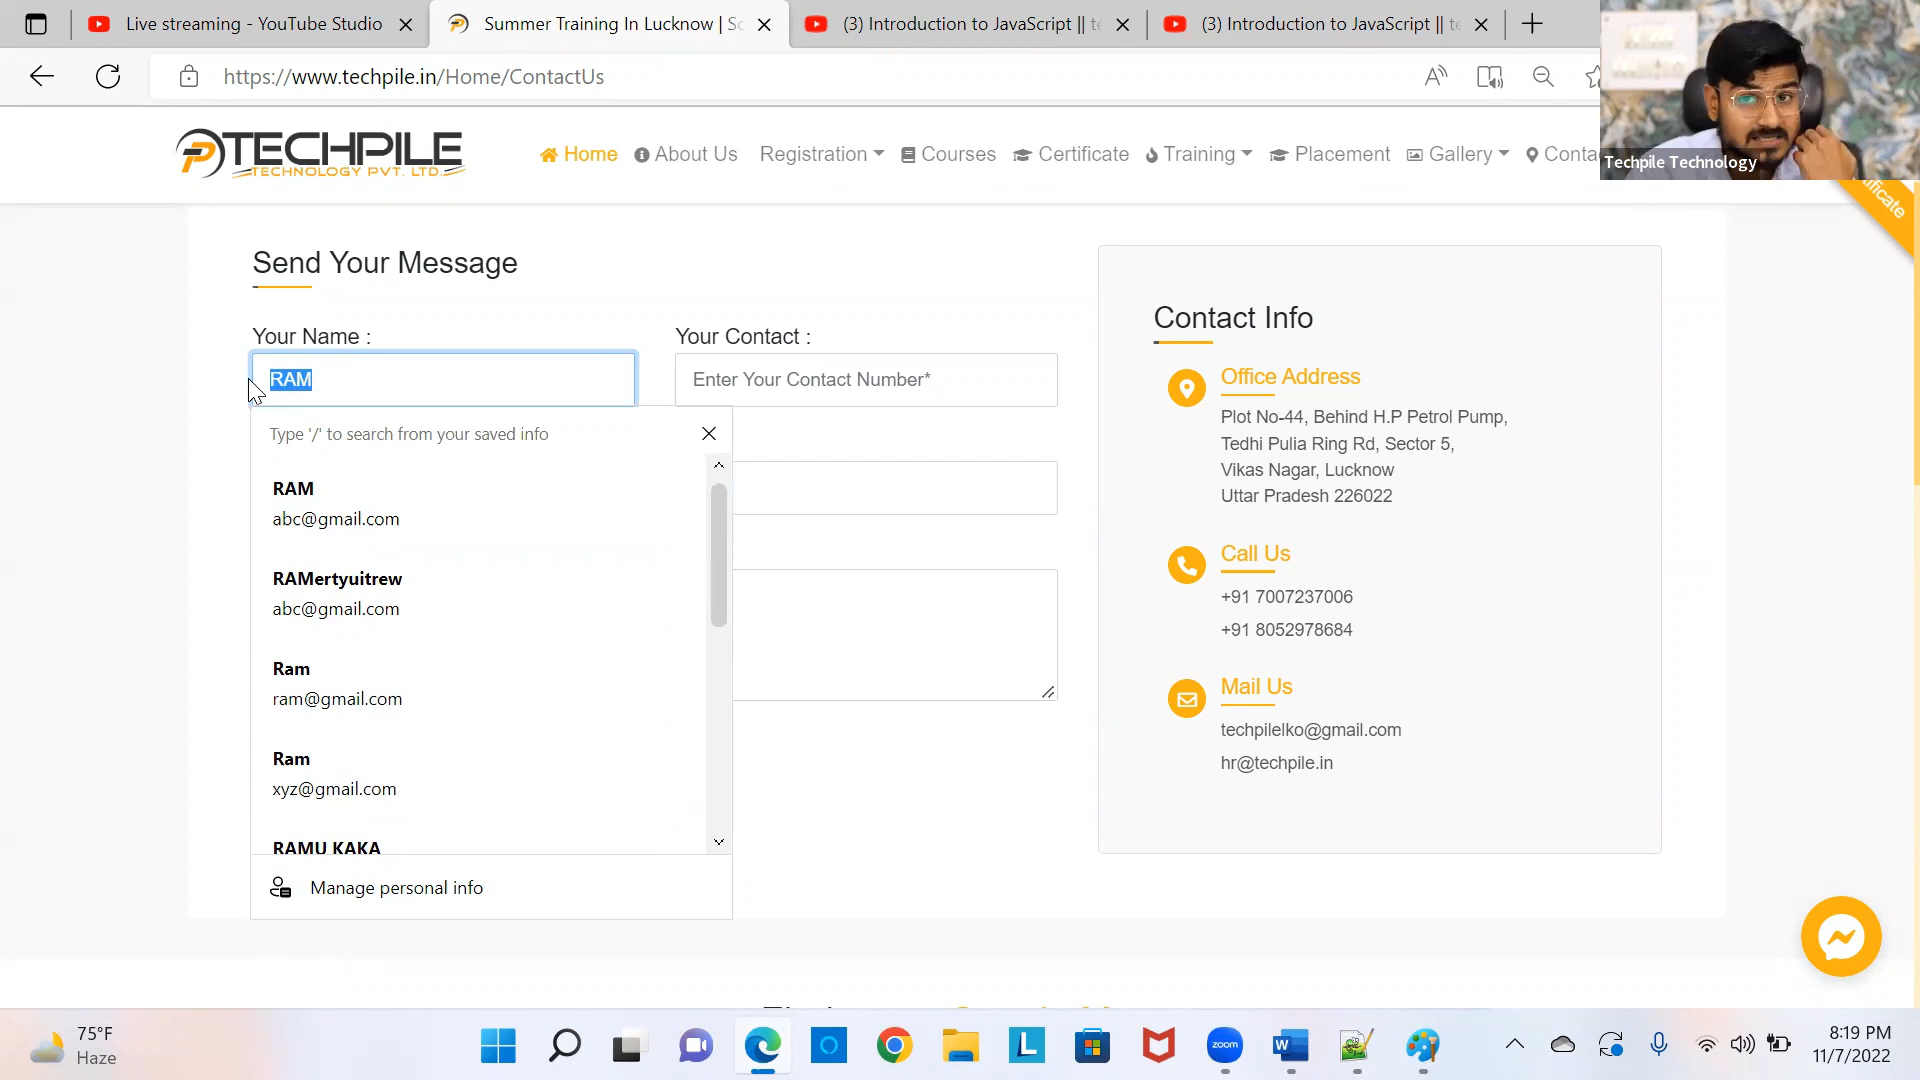 Live streaming - YouTube Studio
Summer Training In Lucknow | Sc
(3) Introduction to JavaScript || te
(3) Introduction to JavaScript || te
https://www.techpile.in/Home/ContactUs
TECHPILE
TECHNOLOGY PVT. LTD.
Home
About Us
Registration
Courses
Certificate
Training
Placement
Gallery
Conta
Techpile Technology
ificate
Send Your Message
Your Name :
Your Contact :
RAM
Enter Your Contact Number*
Type '/' to search from your saved info
RAM
abc@gmail.com
RAMertyuitrew
abc@gmail.com
Ram
ram@gmail.com
Ram
xyz@gmail.com
RAMU KAKA
Manage personal info
Contact Info
Office Address
Plot No-44, Behind H.P Petrol Pump,
Tedhi Pulia Ring Rd, Sector 5,
Vikas Nagar, Lucknow
Uttar Pradesh 226022
Call Us
+91 7007237006
+91 8052978684
Mail Us
techpilelko@gmail.com
hr@techpile.in
75°F
Haze
zoom
8:19 PM
11/7/2022